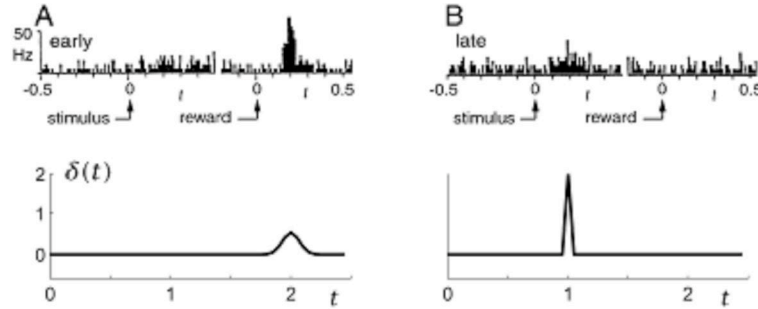 A
B
50
Hz
early
late
-0.5 0 t 0 t 0.5
-0.5 0 t 0 t 0.5
stimulus reward
stimulus reward
2
1
0
δ(t)
0 1 2 t
0 1 2 t